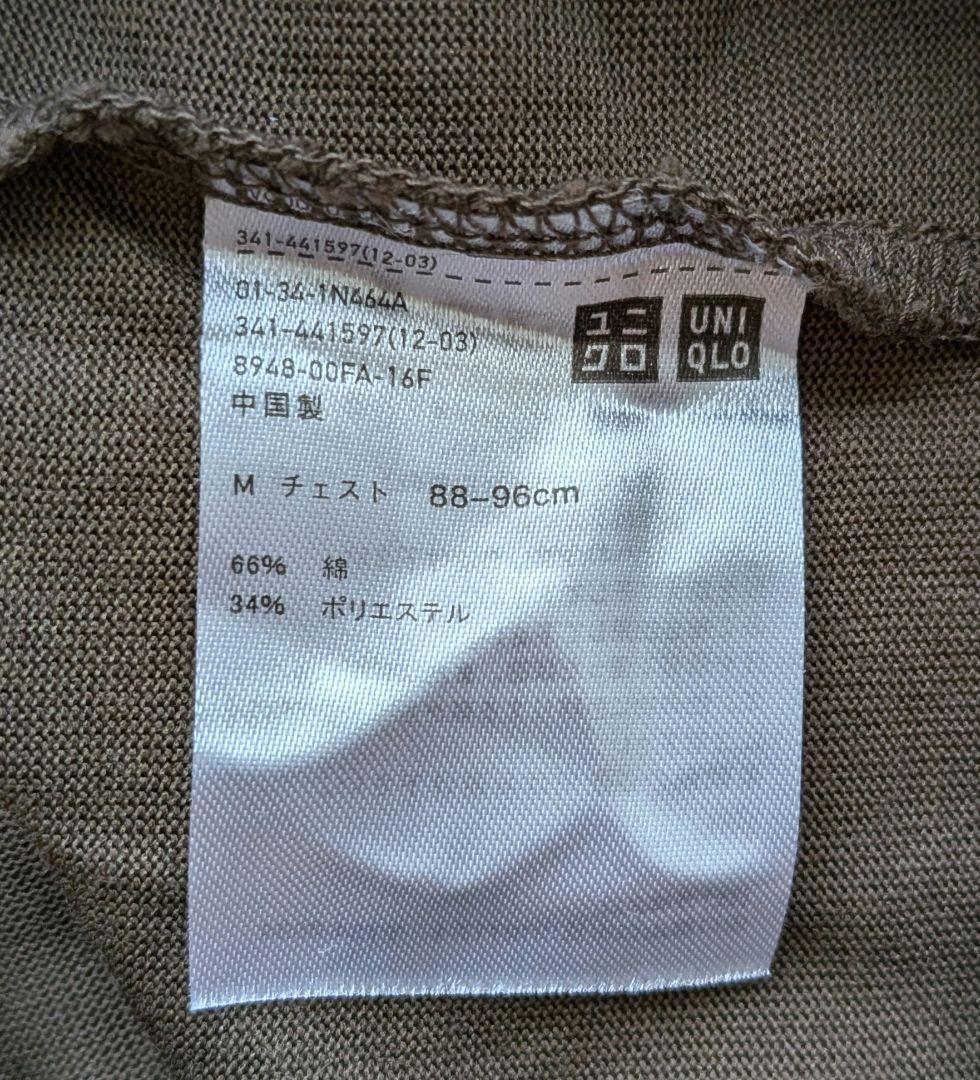 341-441597(12-03)
01-34-1N464A
341-441597(12-03)
8948-00FA-16F
中国製
ユニ
クロ
UNI
QLO
M チェスト 88-96cm
66% 綿
34% ポリエステル